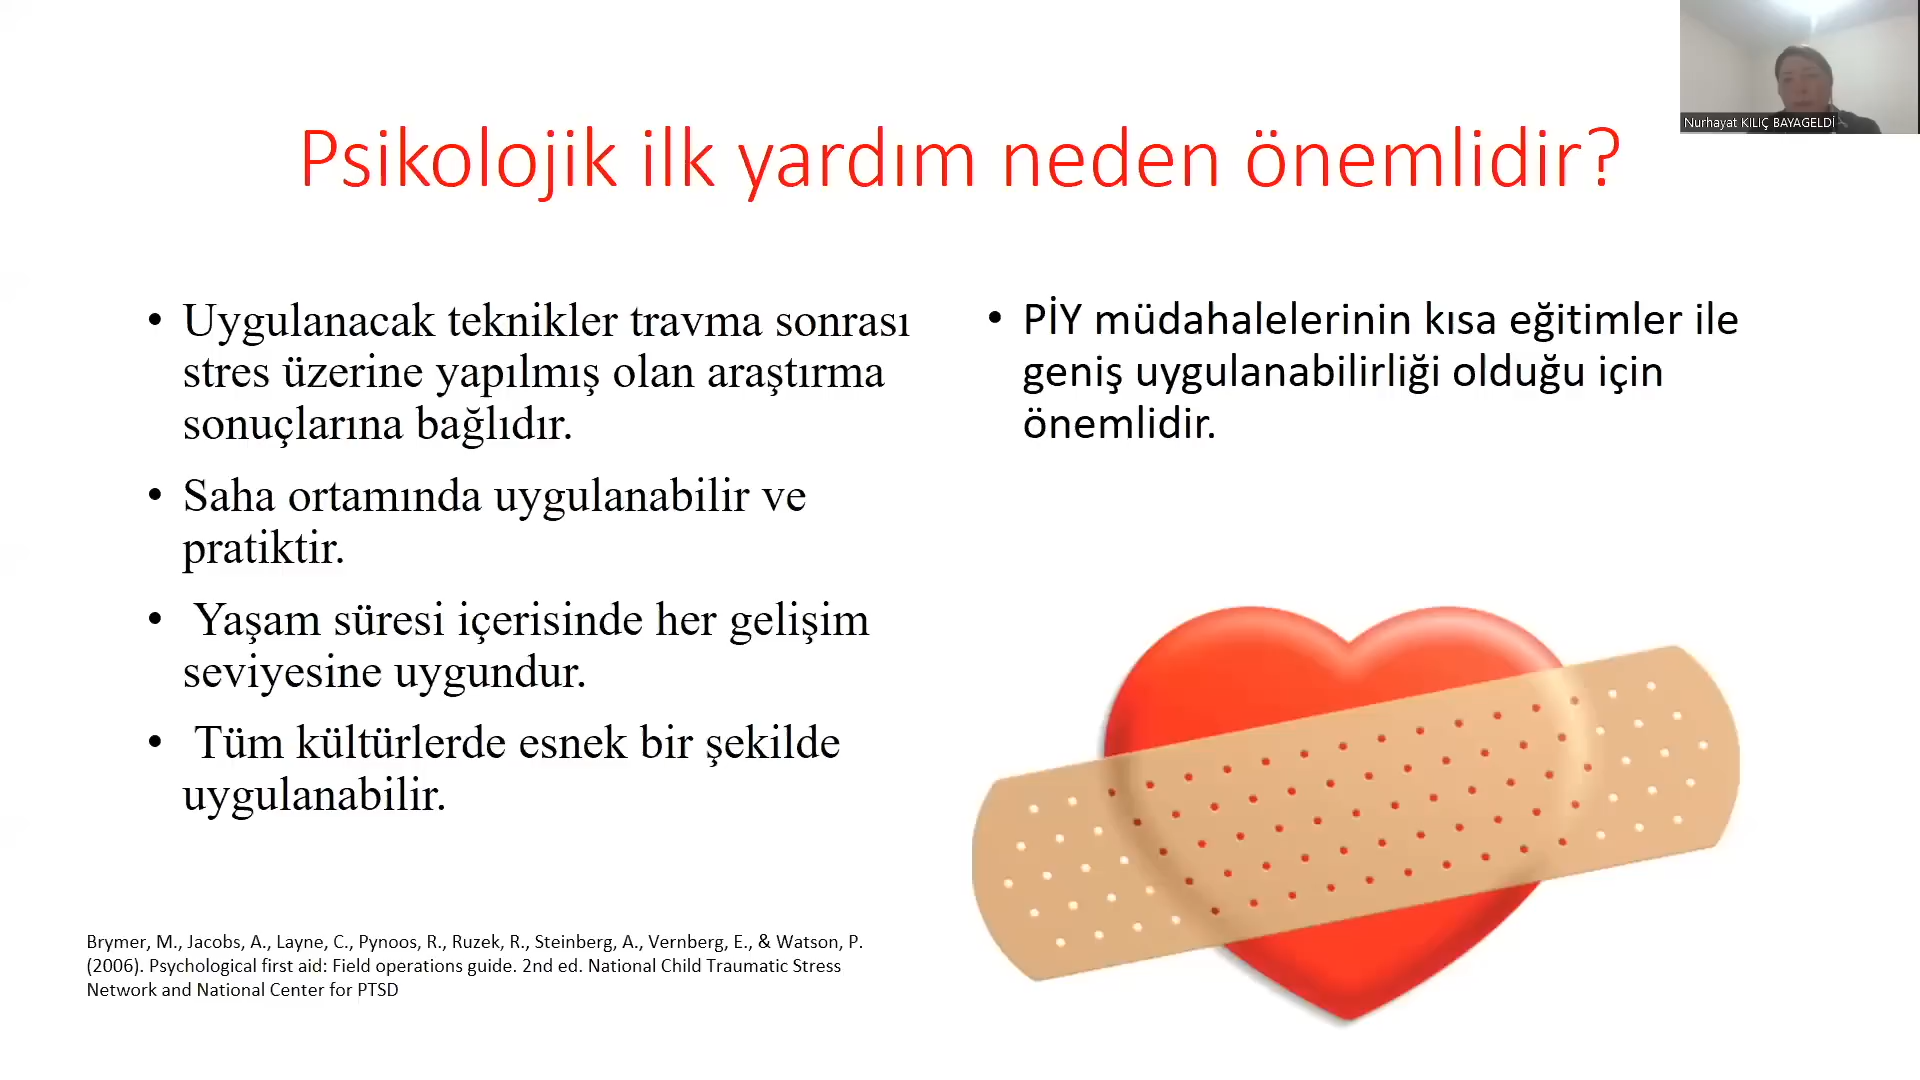 Nurhayat KILIÇ BAYAGELDİ
Psikolojik ilk yardım neden önemlidir?
• Uygulanacak teknikler travma sonrası
stres üzerine yapılmış olan araştırma
sonuçlarına bağlıdır.
• Saha ortamında uygulanabilir ve
pratiktir.
• Yaşam süresi içerisinde her gelişim
seviyesine uygundur.
• Tüm kültürlerde esnek bir şekilde
uygulanabilir.
• PİY müdahalelerinin kısa eğitimler ile
geniş uygulanabilirliği olduğu için
önemlidir.
Brymer, M., Jacobs, A., Layne, C., Pynoos, R., Ruzek, R., Steinberg, A., Vernberg, E., & Watson, P.
(2006). Psychological first aid: Field operations guide. 2nd ed. National Child Traumatic Stress
Network and National Center for PTSD